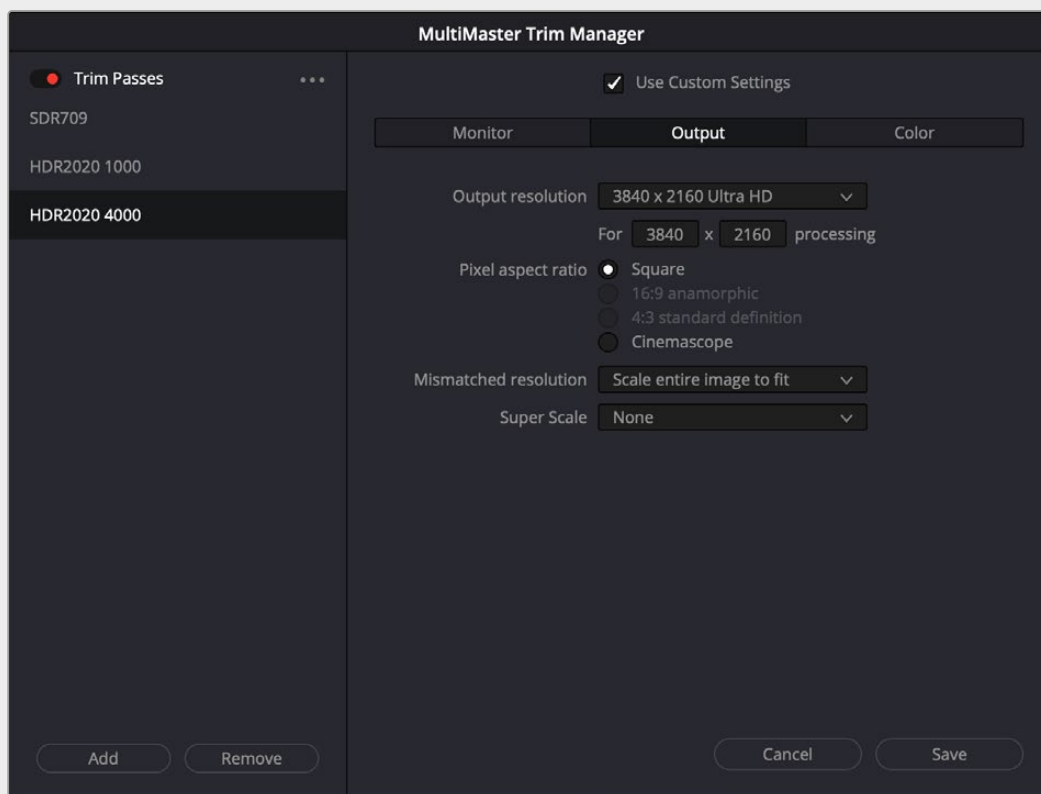 MultiMaster Trim Manager
Trim Passes
SDR709
HDR2020 1000
HDR2020 4000
Add
Remove
Use Custom Settings
Monitor
Output
Color
Output resolution 3840 x 2160 Ultra HD
For 3840 x 2160 processing
Pixel aspect ratio Square
16:9 anamorphic
4:3 standard definition
Cinemascope
Mismatched resolution Scale entire image to fit
Super Scale None
Cancel
Save